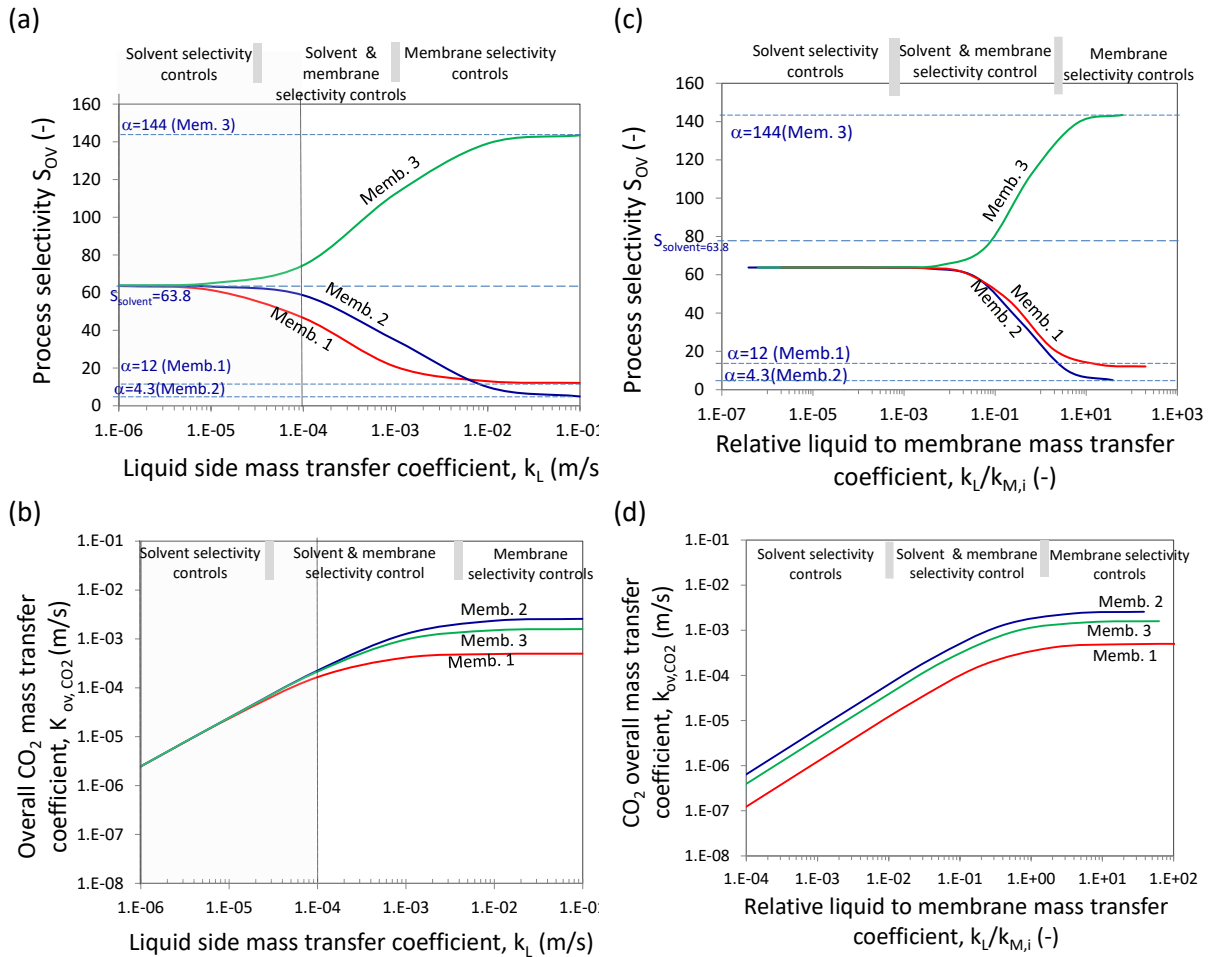 (a)
Solvent selectivity
controls
Solvent &
membrane
selectivity controls
Membrane selectivity
controls
Process selectivity S_OV (-)
160
140
120
100
80
60
40
20
0
α=144 (Mem. 3)
Memb. 3
S_solvent=63.8
Memb. 2
Memb. 1
α=12 (Memb.1)
α=4.3(Memb.2)
1.E-06
1.E-05
1.E-04
1.E-03
1.E-02
1.E-01
Liquid side mass transfer coefficient, k_L (m/s
(c)
Solvent selectivity
controls
Solvent & membrane
selectivity control
Membrane
selectivity controls
Process selectivity S_OV (-)
160
140
120
100
80
60
40
20
0
α=144(Mem. 3)
Memb. 3
S_solvent=63.8
Memb. 1
Memb. 2
α=12 (Memb.1)
α=4.3(Memb.2)
1.E-07
1.E-05
1.E-03
1.E-01
1.E+01
1.E+03
Relative liquid to membrane mass transfer
coefficient, k_L/k_M,i (-)
(b)
Solvent selectivity
controls
Solvent & membrane
selectivity control
Membrane
selectivity controls
Overall CO₂ mass transfer
coefficient, K ov,CO2 (m/s)
1.E-01
1.E-02
1.E-03
1.E-04
1.E-05
1.E-06
1.E-07
1.E-08
Memb. 2
Memb. 3
Memb. 1
1.E-06
1.E-05
1.E-04
1.E-03
1.E-02
1.E-01
Liquid side mass transfer coefficient, k_L (m/s)
(d)
Solvent selectivity
controls
Solvent & membrane
selectivity control
Membrane selectivity
controls
CO₂ overall mass transfer
coefficient, k_ov,CO2 (m/s)
1.E-01
1.E-02
1.E-03
1.E-04
1.E-05
1.E-06
1.E-07
1.E-08
Memb. 2
Memb. 3
Memb. 1
1.E-04
1.E-03
1.E-02
1.E-01
1.E+00
1.E+01
1.E+02
Relative liquid to membrane mass transfer
coefficient, k_L/k_M,i (-)